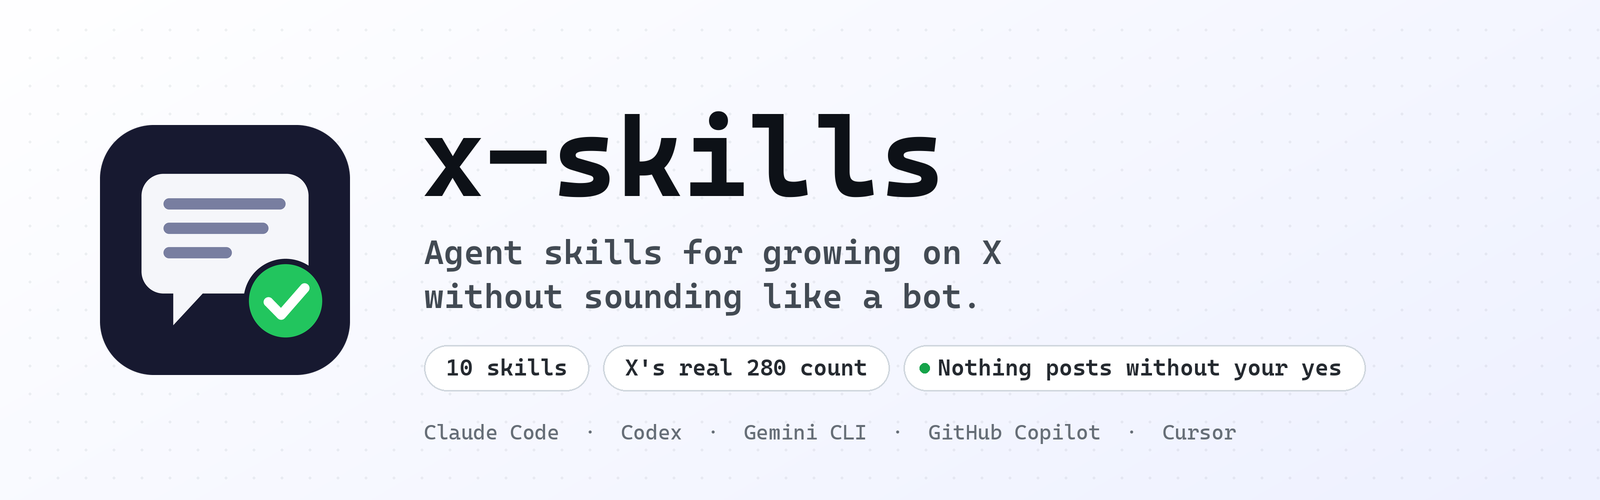 x-skills
Agent skills for growing on X
without sounding like a bot.
10 skills
X's real 280 count
Nothing posts without your yes
Claude Code · Codex · Gemini CLI · GitHub Copilot · Cursor